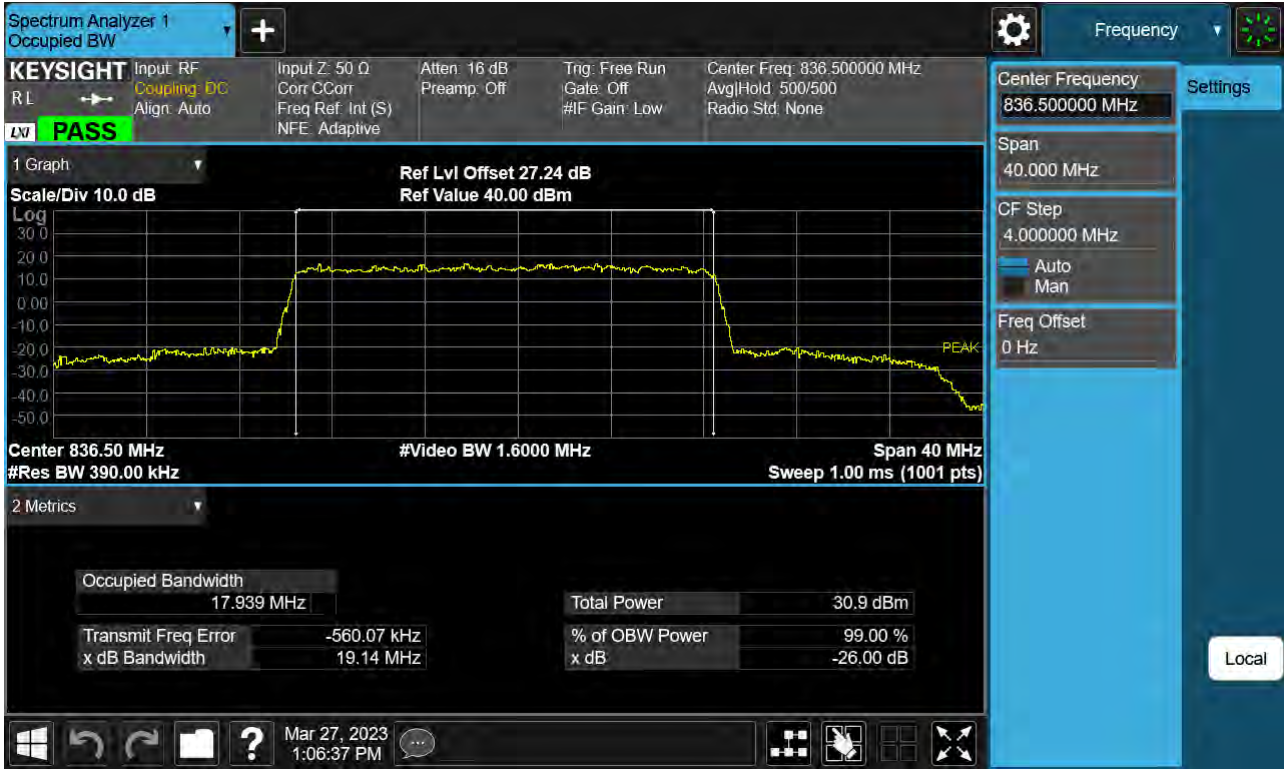 Spectrum Analyzer 1
Occupied BW
Frequency
KEYSIGHT
R L
LXI PASS
Input: RF
Coupling: DC
Align: Auto
Input Z: 50 Ω
Corr CCorr
Freq Ref: Int (S)
NFE: Adaptive
Atten: 16 dB
Preamp: Off
Trig: Free Run
Gate: Off
#IF Gain: Low
Center Freq: 836.500000 MHz
Avg|Hold: 500/500
Radio Std: None
Center Frequency
836.500000 MHz
Settings
Span
40.000 MHz
CF Step
4.000000 MHz
Auto
Man
Freq Offset
0 Hz
1 Graph
Scale/Div 10.0 dB
Ref Lvl Offset 27.24 dB
Ref Value 40.00 dBm
Log
30.0
20.0
10.0
0.00
-10.0
-20.0
-30.0
-40.0
-50.0
PEAK
Center 836.50 MHz
#Video BW 1.6000 MHz
Span 40 MHz
#Res BW 390.00 kHz
Sweep 1.00 ms (1001 pts)
2 Metrics
Occupied Bandwidth
17.939 MHz
Total Power 30.9 dBm
Transmit Freq Error -560.07 kHz
% of OBW Power 99.00 %
x dB Bandwidth 19.14 MHz
x dB -26.00 dB
Local
Mar 27, 2023
1:06:37 PM